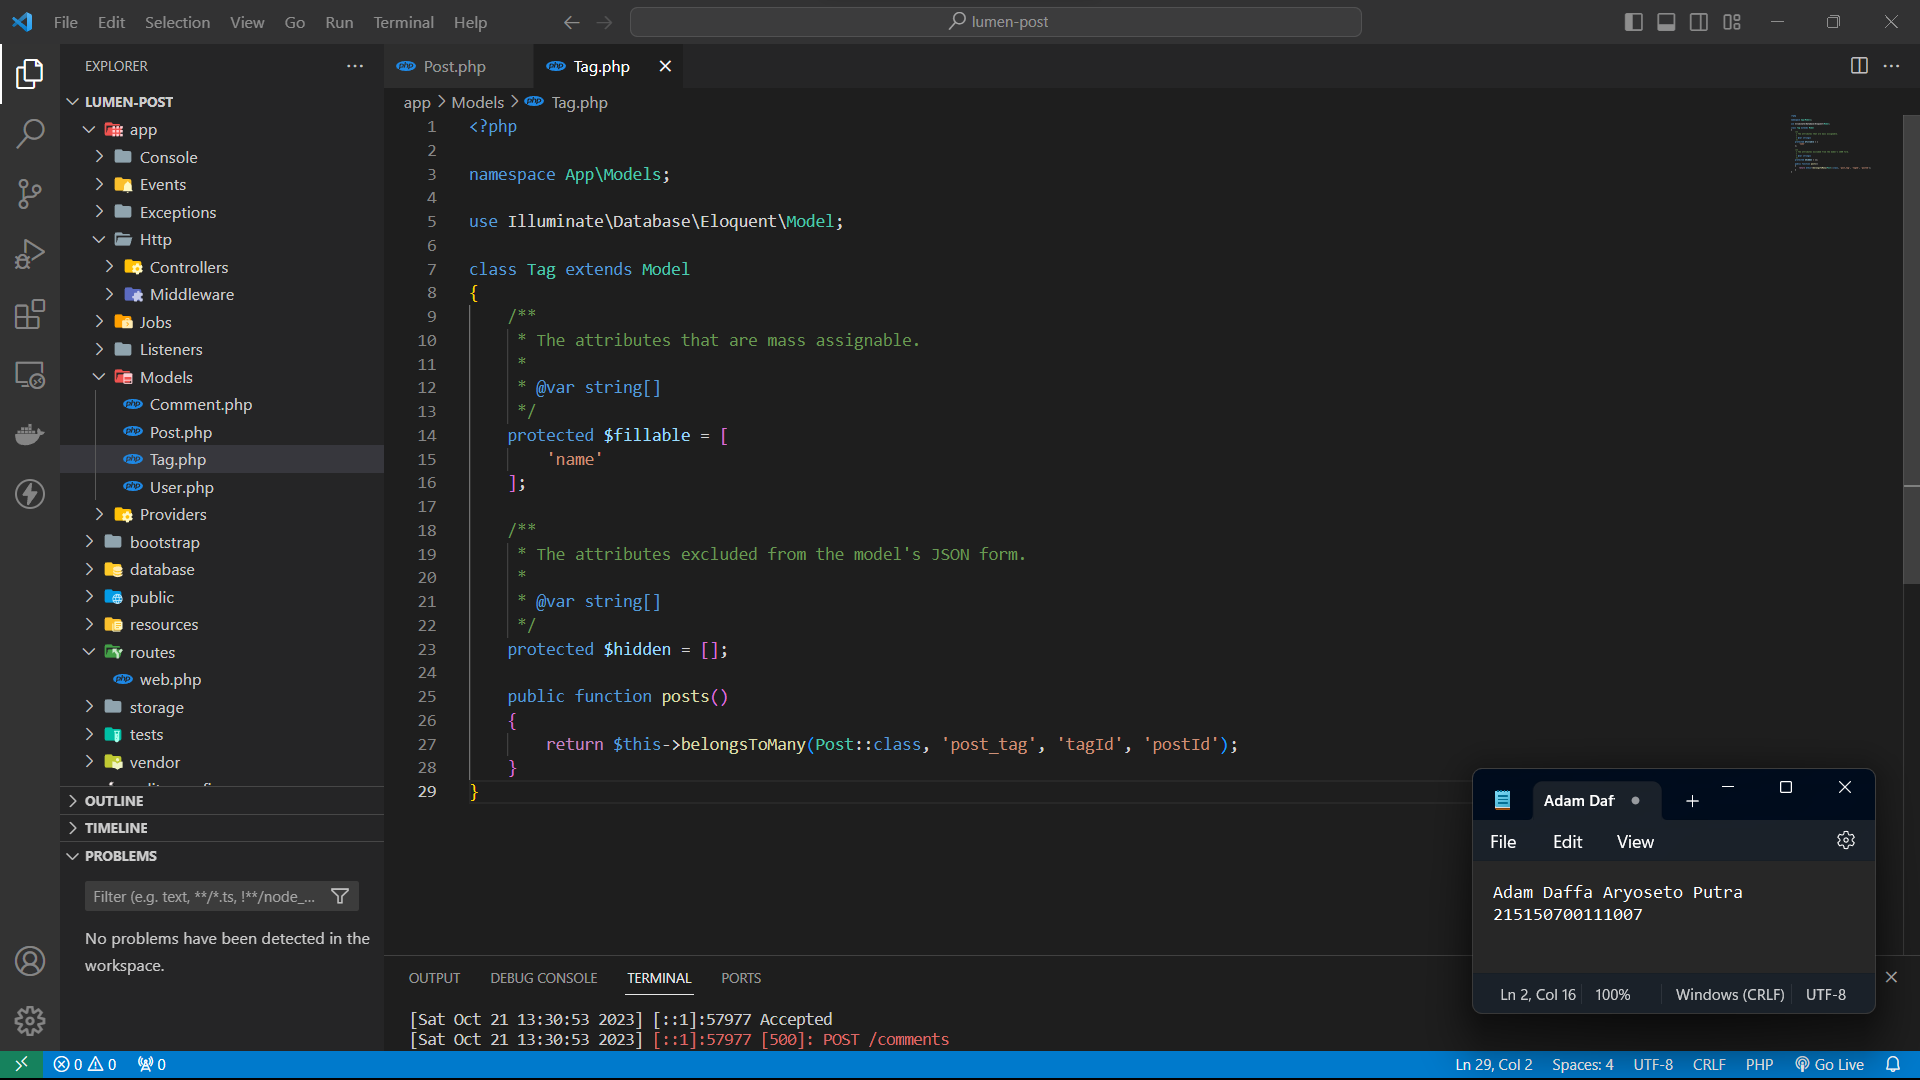 File Edit Selection View Go Run Terminal Help
lumen-post
EXPLORER
LUMEN-POST
app
Console
Events
Exceptions
Http
Controllers
Middleware
Jobs
Listeners
Models
Comment.php
Post.php
Tag.php
User.php
Providers
bootstrap
database
public
resources
routes
web.php
storage
tests
vendor
OUTLINE
TIMELINE
PROBLEMS
Filter (e.g. text, **/*.ts, !**/node_...
No problems have been detected in the
workspace.
Post.php
Tag.php
app > Models > Tag.php
1 <?php
2
3 namespace App\Models;
4
5 use Illuminate\Database\Eloquent\Model;
6
7 class Tag extends Model
8 {
9 /**
10 * The attributes that are mass assignable.
11 *
12 * @var string[]
13 */
14 protected $fillable = [
15 'name'
16 ];
17
18 /**
19 * The attributes excluded from the model's JSON form.
20 *
21 * @var string[]
22 */
23 protected $hidden = [];
24
25 public function posts()
26 {
27 return $this->belongsToMany(Post::class, 'post_tag', 'tagId', 'postId');
28 }
29 }
OUTPUT DEBUG CONSOLE TERMINAL PORTS
[Sat Oct 21 13:30:53 2023] [::1]:57977 Accepted
[Sat Oct 21 13:30:53 2023] [::1]:57977 [500]: POST /comments
Adam Daf
File Edit View
Adam Daffa Aryoseto Putra
215150700111007
Ln 2, Col 16 100% Windows (CRLF) UTF-8
0 0 0
Ln 29, Col 2 Spaces: 4 UTF-8 CRLF PHP Go Live